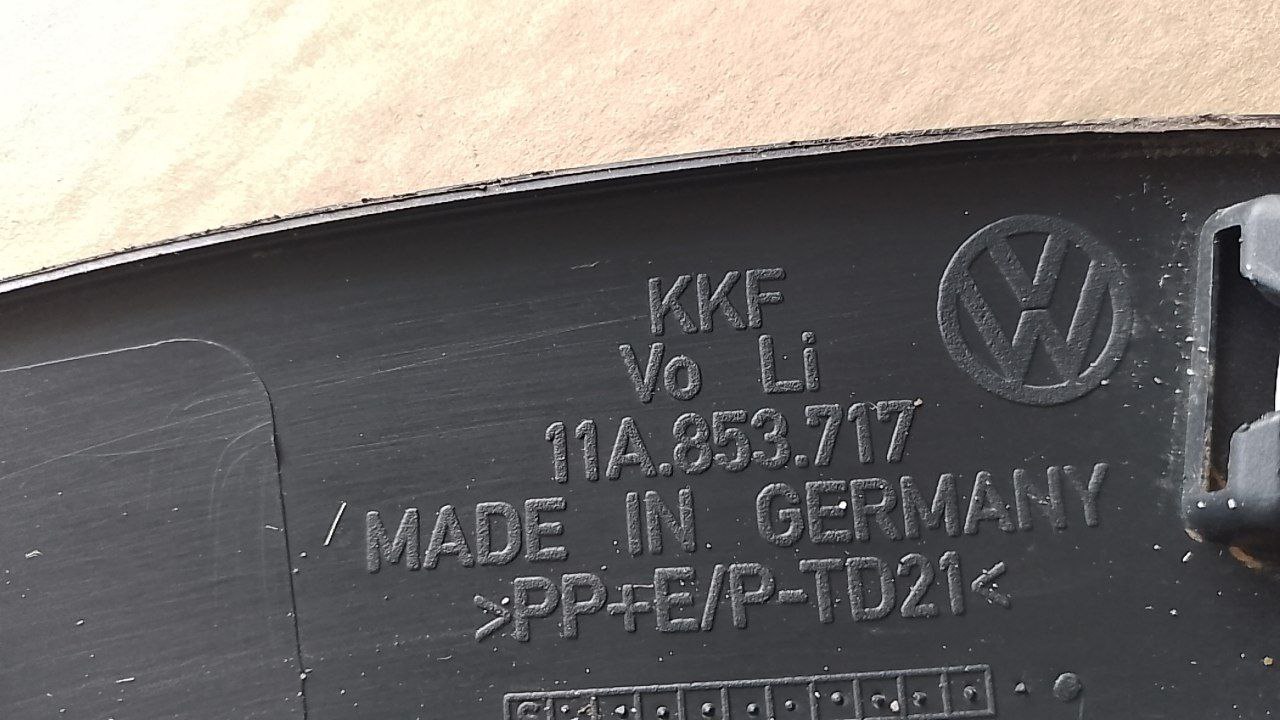 KKF
Vo Li
11A.853.717
MADE IN GERMANY
>PP+E/P-TD21<